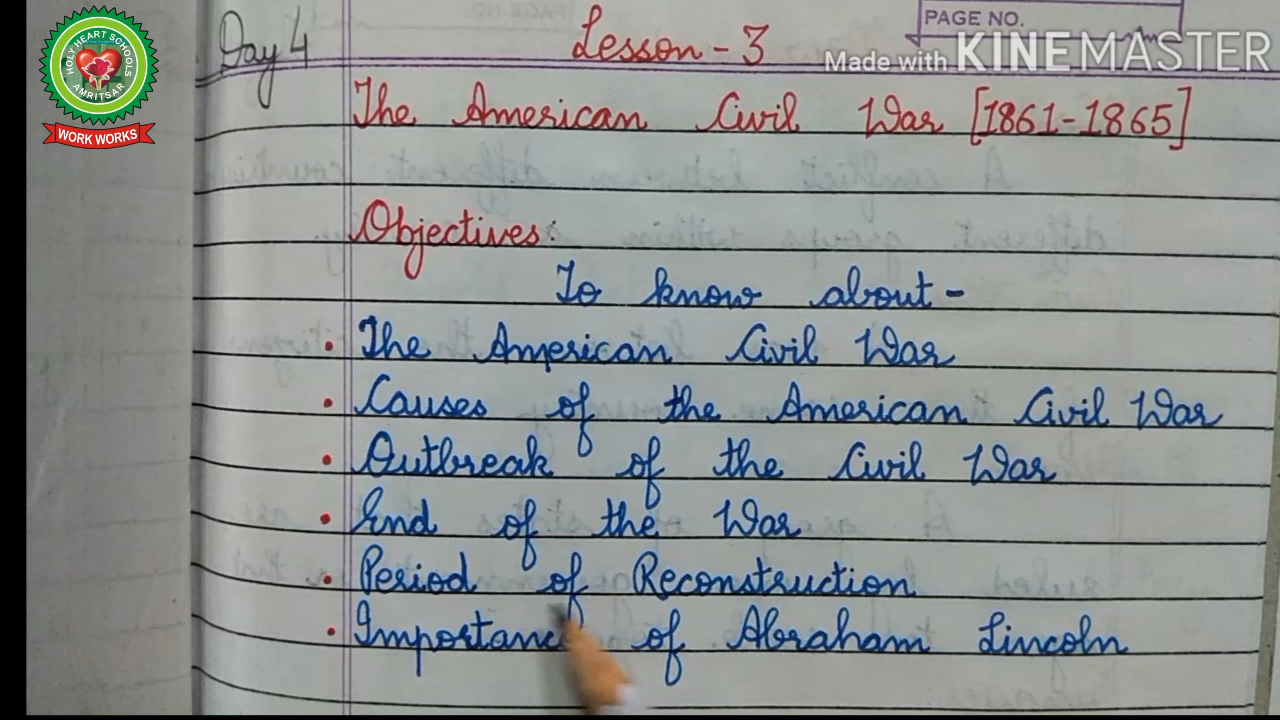 HOLY HEART SCHOOLS
AMRITSAR
WORK WORKS
Day 4
Lesson - 3
PAGE NO.
Made with KINEMASTER
The American Civil War [1861-1865]
Objectives:
To know about -
• The American Civil War
• Causes of the American Civil War
• Outbreak of the Civil War
• End of the War
• Period of Reconstruction
• Importance of Abraham Lincoln